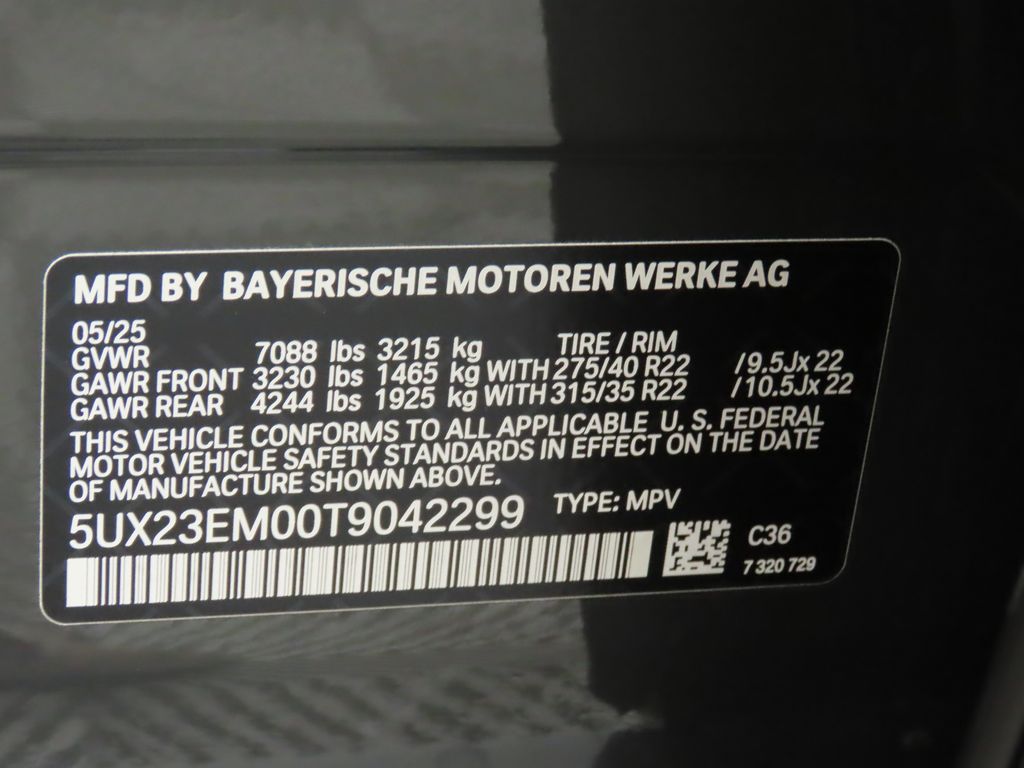 MFD BY BAYERISCHE MOTOREN WERKE AG
05/25
GVWR 7088 lbs 3215 kg TIRE / RIM
GAWR FRONT 3230 lbs 1465 kg WITH 275/40 R22 /9.5Jx 22
GAWR REAR 4244 lbs 1925 kg WITH 315/35 R22 /10.5Jx 22
THIS VEHICLE CONFORMS TO ALL APPLICABLE U. S. FEDERAL
MOTOR VEHICLE SAFETY STANDARDS IN EFFECT ON THE DATE
OF MANUFACTURE SHOWN ABOVE.
5UX23EM00T9042299 TYPE: MPV
C36
7 320 729